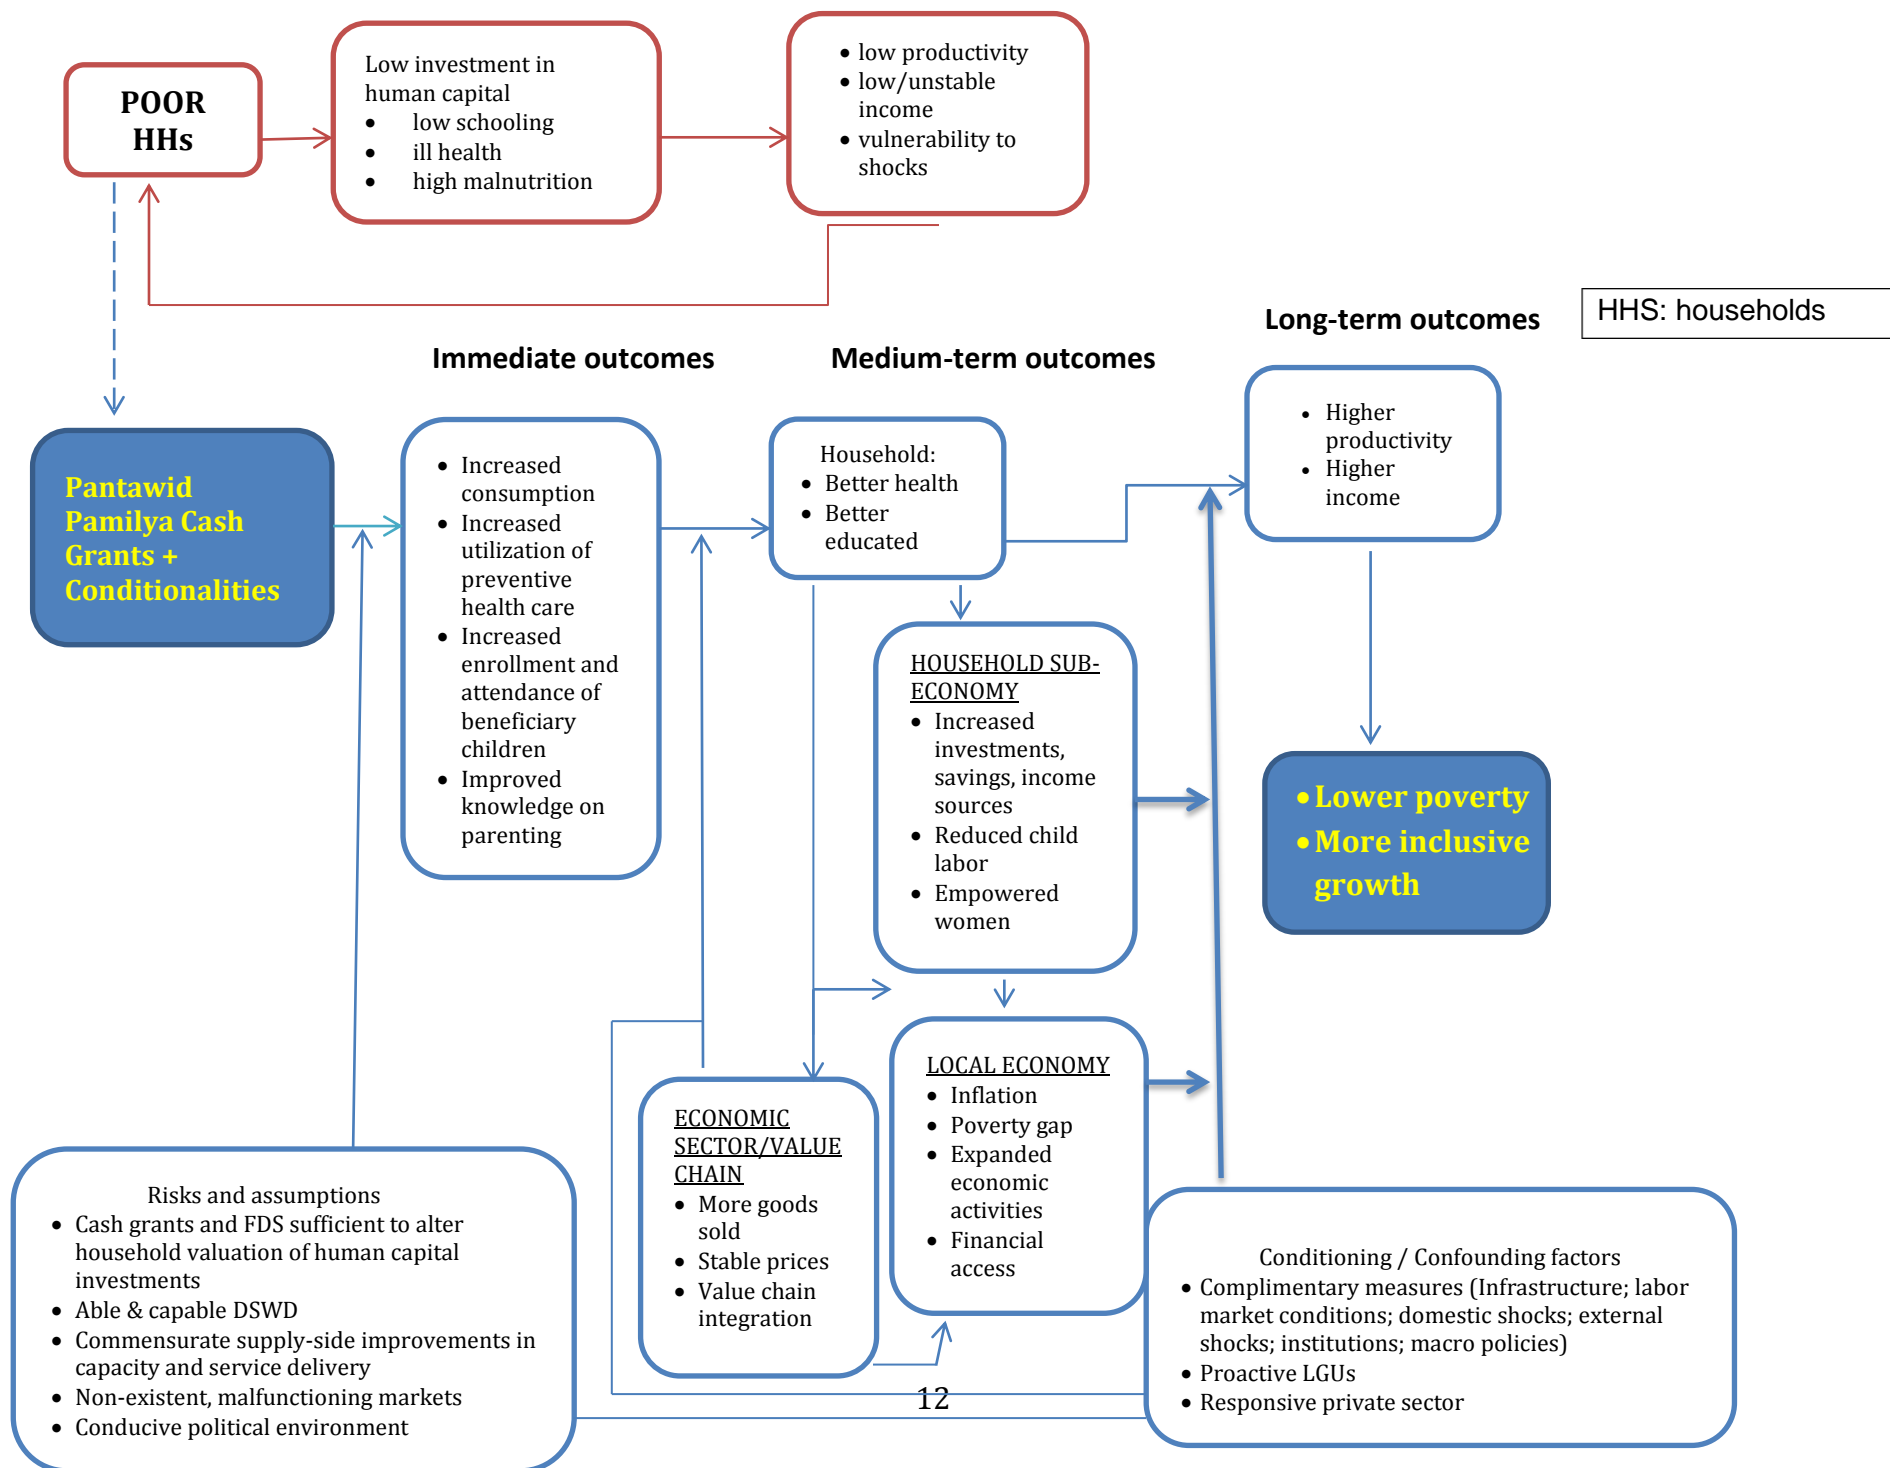 POOR
HHs
Low investment in
human capital
• low schooling
• ill health
• high malnutrition
• low productivity
• low/unstable
income
• vulnerability to
shocks
HHS: households
Immediate outcomes
Medium-term outcomes
Long-term outcomes
Pantawid
Pamilya Cash
Grants +
Conditionalities
• Increased
consumption
• Increased
utilization of
preventive
health care
• Increased
enrollment and
attendance of
beneficiary
children
• Improved
knowledge on
parenting
Household:
• Better health
• Better
educated
• Higher
productivity
• Higher
income
HOUSEHOLD SUB-
ECONOMY
• Increased
investments,
savings, income
sources
• Reduced child
labor
• Empowered
women
• Lower poverty
• More inclusive
growth
ECONOMIC
SECTOR/VALUE
CHAIN
• More goods
sold
• Stable prices
• Value chain
integration
LOCAL ECONOMY
• Inflation
• Poverty gap
• Expanded
economic
activities
• Financial
access
Risks and assumptions
• Cash grants and FDS sufficient to alter
household valuation of human capital
investments
• Able & capable DSWD
• Commensurate supply-side improvements in
capacity and service delivery
• Non-existent, malfunctioning markets
• Conducive political environment
Conditioning / Confounding factors
• Complimentary measures (Infrastructure; labor
market conditions; domestic shocks; external
shocks; institutions; macro policies)
• Proactive LGUs
• Responsive private sector
12